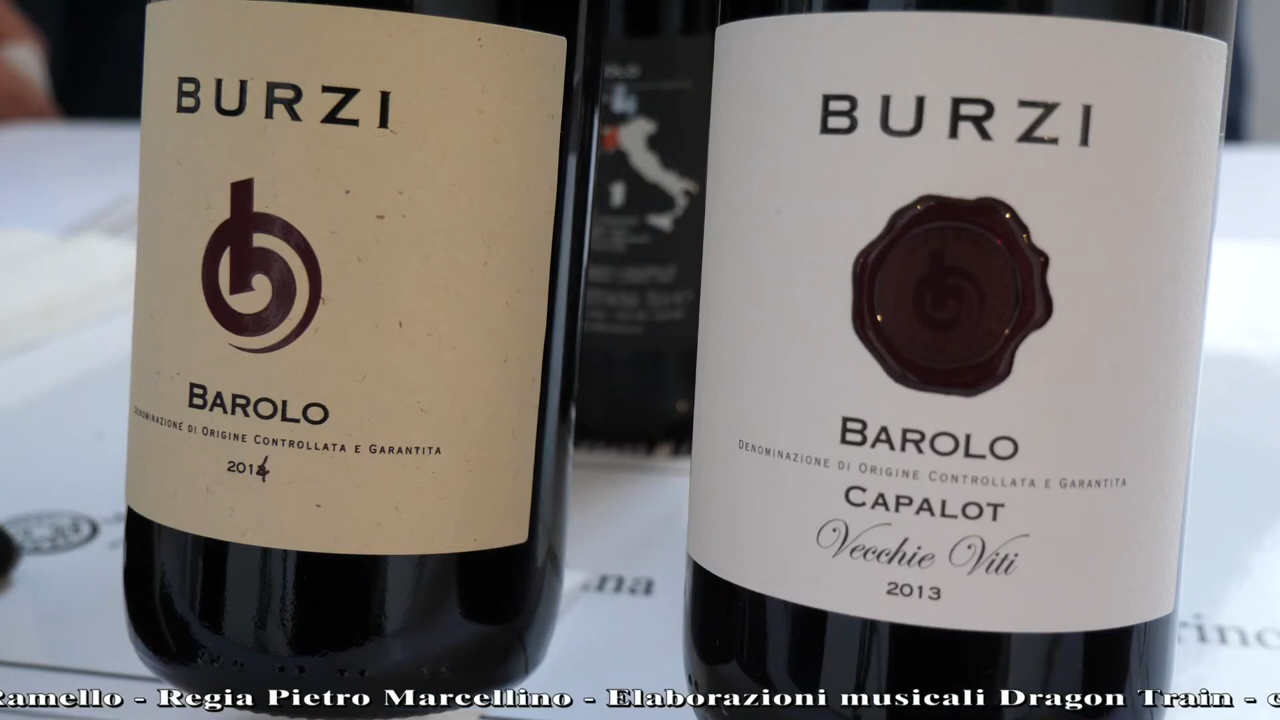 BURZI
BAROLO
DENOMINAZIONE DI ORIGINE CONTROLLATA E GARANTITA
2014
BURZI
BAROLO
DENOMINAZIONE DI ORIGINE CONTROLLATA E GARANTITA
CAPALOT
Vecchie Viti
2013
Ramello - Regia Pietro Marcellino - Elaborazioni musicali Dragon Train -